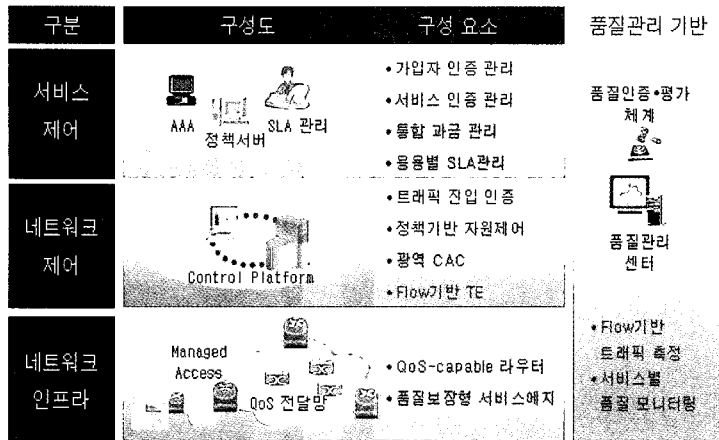 구분
구성도
구성 요소
품질관리 기반
서비스
제어
AAA
정책서버
SLA 관리
•가입자 인증 관리
•서비스 인증 관리
•통합 과금 관리
•응용별 SLA관리
품질인증•평가
체계
네트워크
제어
Control Platform
•트래픽 진입 인증
•정책기반 자원제어
•광역 CAC
•Flow기반 TE
품질관리
센터
네트워크
인프라
Managed
Access
QoS 전달망
•QoS-capable 라우터
•품질보장형 서비스에지
•Flow기반
트래픽 측정
•서비스별
품질 모니터링